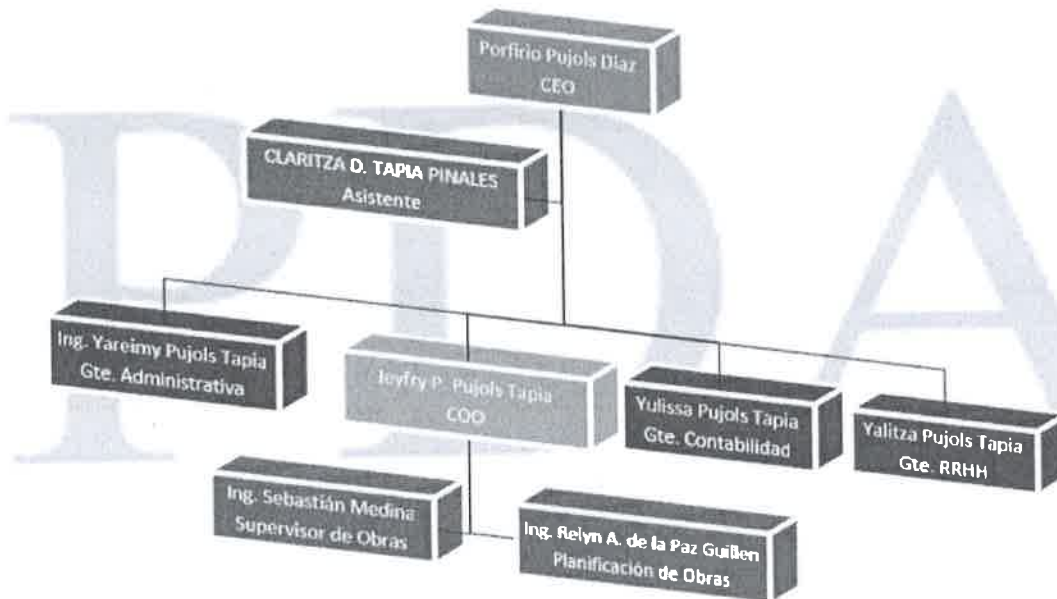 PDA
Porfirio Pujols Diaz
CEO
CLARITZA D. TAPIA PINALES
Asistente
Ing. Yareimy Pujols Tapia
Gte. Administrativa
Jeyfry P. Pujols Tapia
COO
Yulissa Pujols Tapia
Gte. Contabilidad
Yalitza Pujols Tapia
Gte. RRHH
Ing. Sebastián Medina
Supervisor de Obras
Ing. Relyn A. de la Paz Guillen
Planificación de Obras